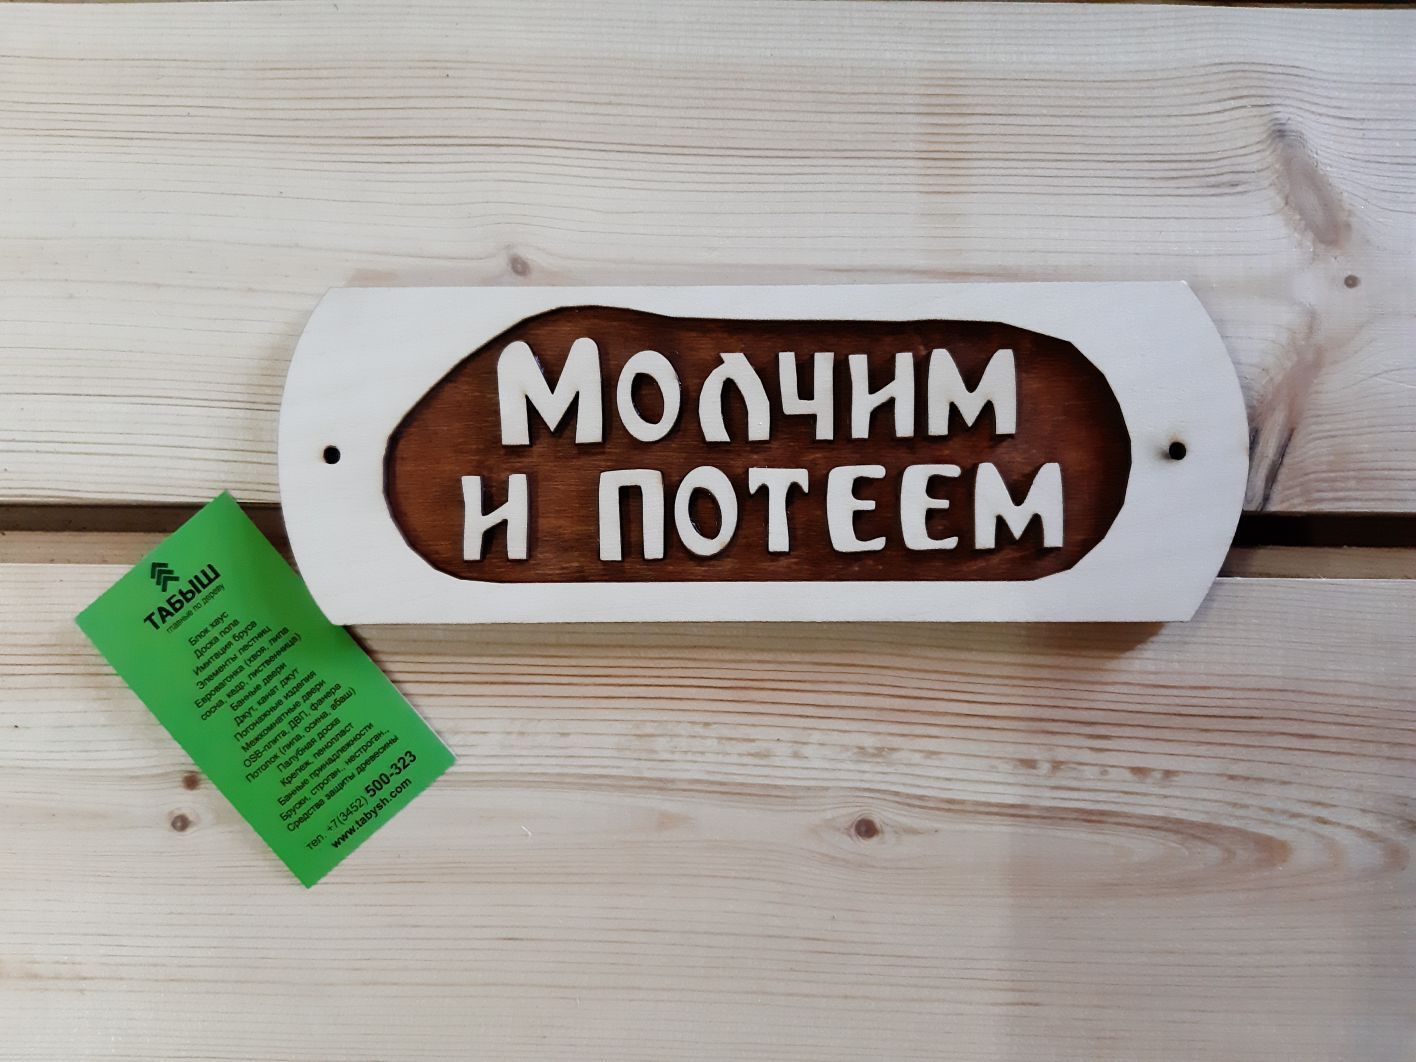 Молчим
и потеем
ТАБЫШ
главные по дереву
Блок хаус
Доска пола
Имитация бруса
Элементы лестниц
Евровагонка (хвоя, липа
сосна, кедр, лиственница)
Банные двери
Джут, канат джут
Погонажные изделия
Межкомнатные двери
OSB-плита, ДВП, фанера
Потолок (липа, осина, абаш)
Палубная доска
Крепеж, пенопласт
Банные принадлежности
Бруски, строган., нестроган.,
Средства защиты древесины
тел. +7(3452) 500-323
www.tabysh.com